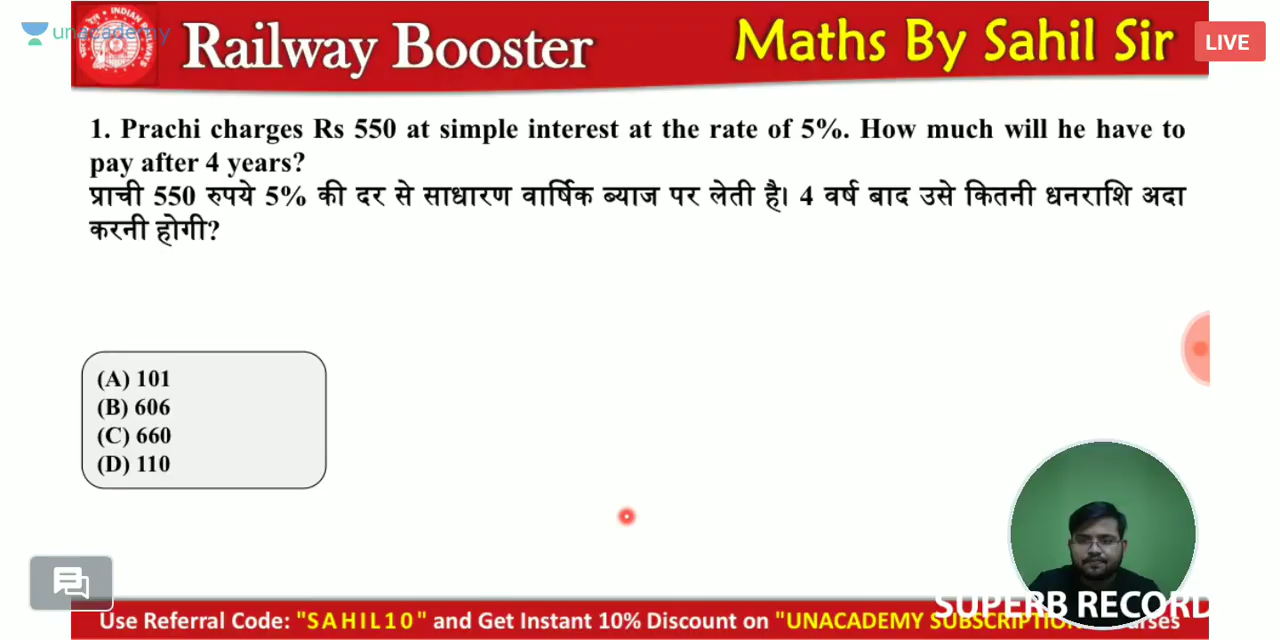 unacademy
INDIAN RAILWAYS
Railway Booster
Maths By Sahil Sir
LIVE
1. Prachi charges Rs 550 at simple interest at the rate of 5%. How much will he have to
pay after 4 years?
प्राची 550 रुपये 5% की दर से साधारण वार्षिक ब्याज पर लेती है। 4 वर्ष बाद उसे कितनी धनराशि अदा
करनी होगी?
(A) 101
(B) 606
(C) 660
(D) 110
SUPERB RECORD
Use Referral Code: "SAHIL10" and Get Instant 10% Discount on "UNACADEMY SUBSCRIPTION